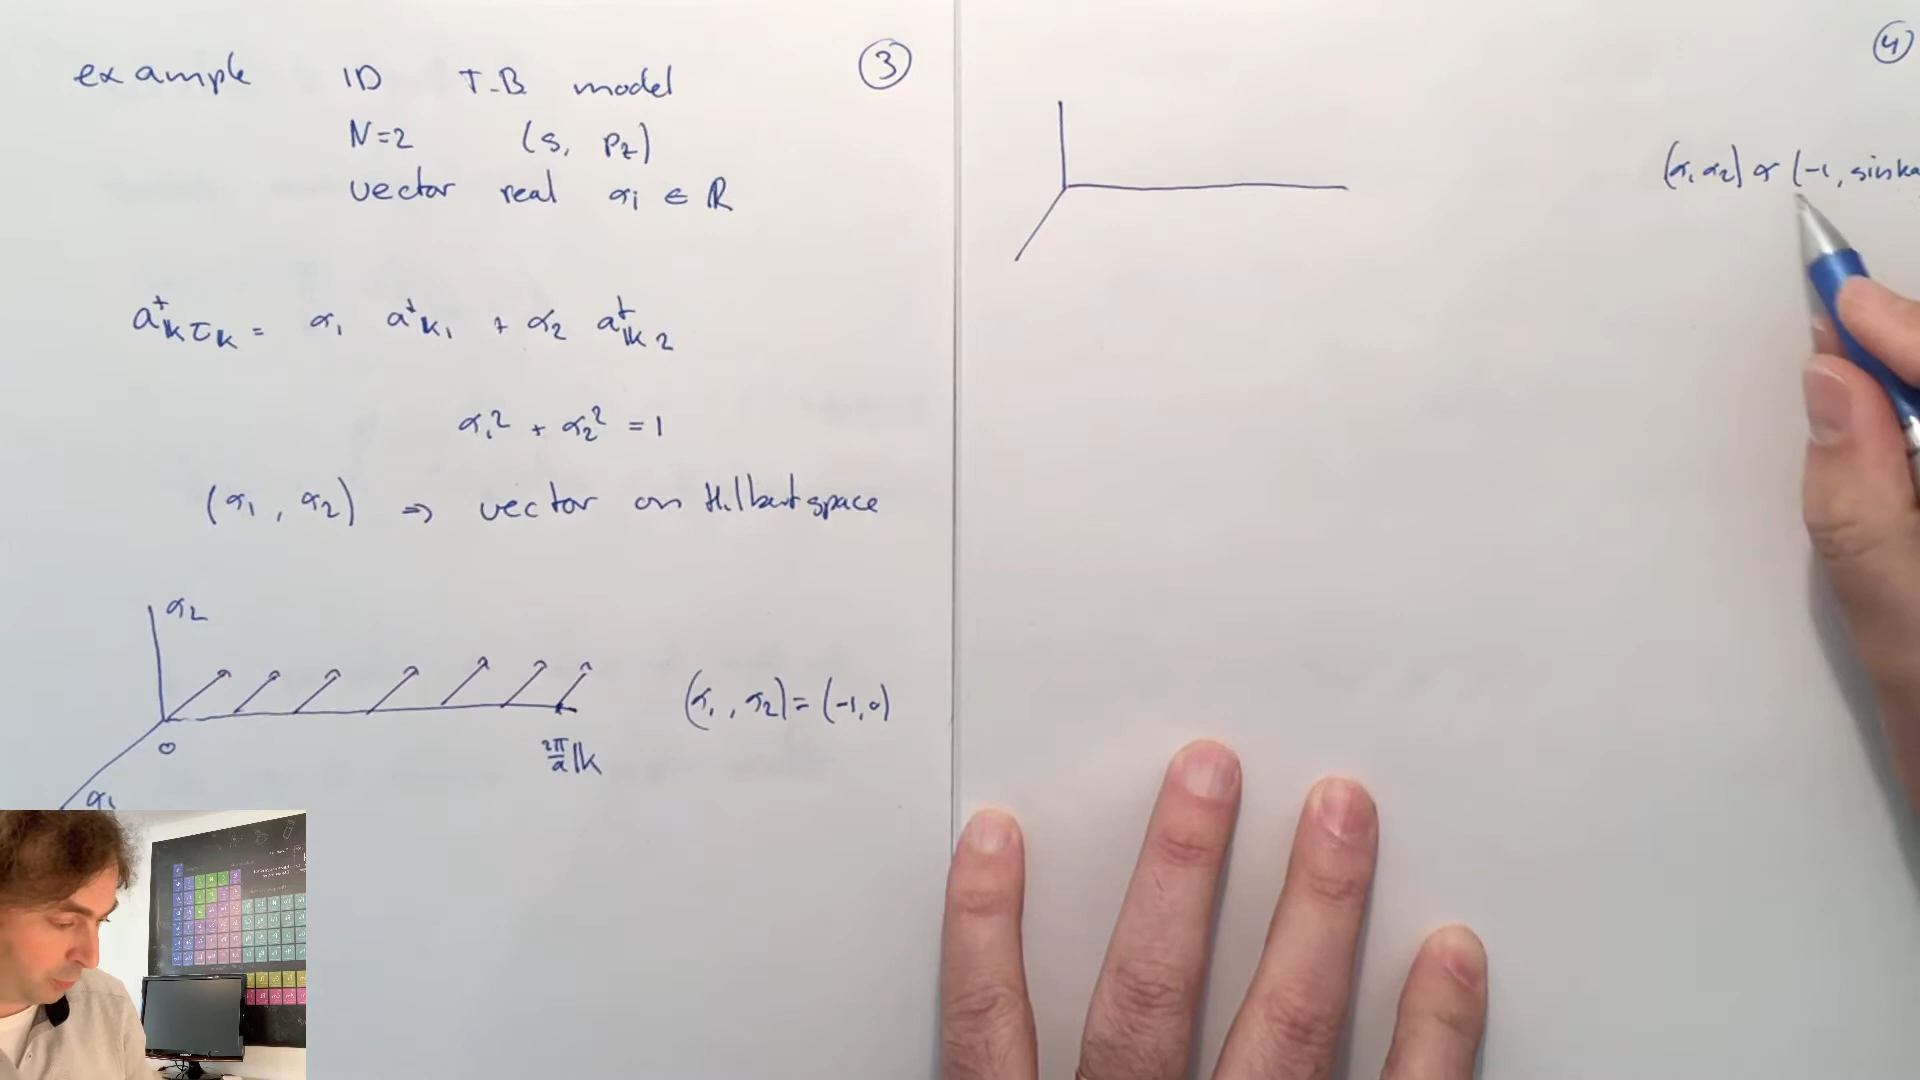 example 1D T-B model
③
N=2 (s, pz)
vector real αi ∈ ℝ
a⁺𝕜τk = α₁ a⁺k₁ + α₂ a⁺𝕜₂
α₁² + α₂² = 1
(α₁, α₂) ⇒ vector on Hilbert space
α₂
(α₁, α₂) = (-1, 0)
0
2π/a 𝕜
α₁
④
(α₁ α₂) ∝ (-1, sinka